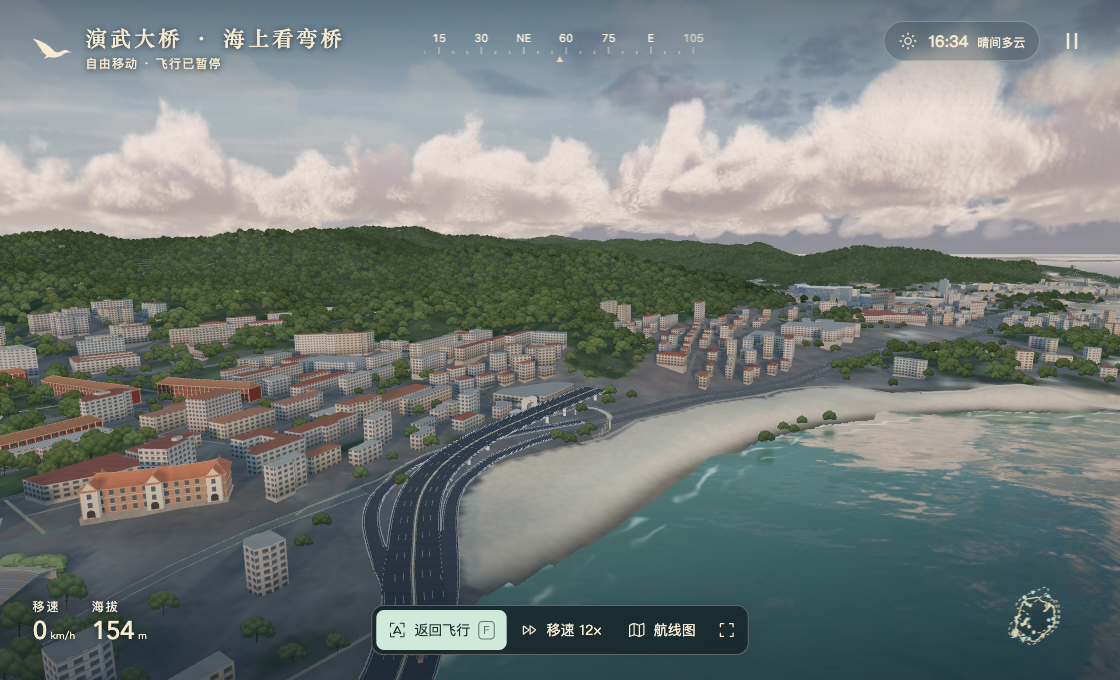 演武大桥 · 海上看弯桥
自由移动 · 飞行已暂停
15 30 NE 60 75 E 105
16:34 晴间多云
移速 海拔
0 km/h 154 m
返回飞行 F 移速 12x 航线图